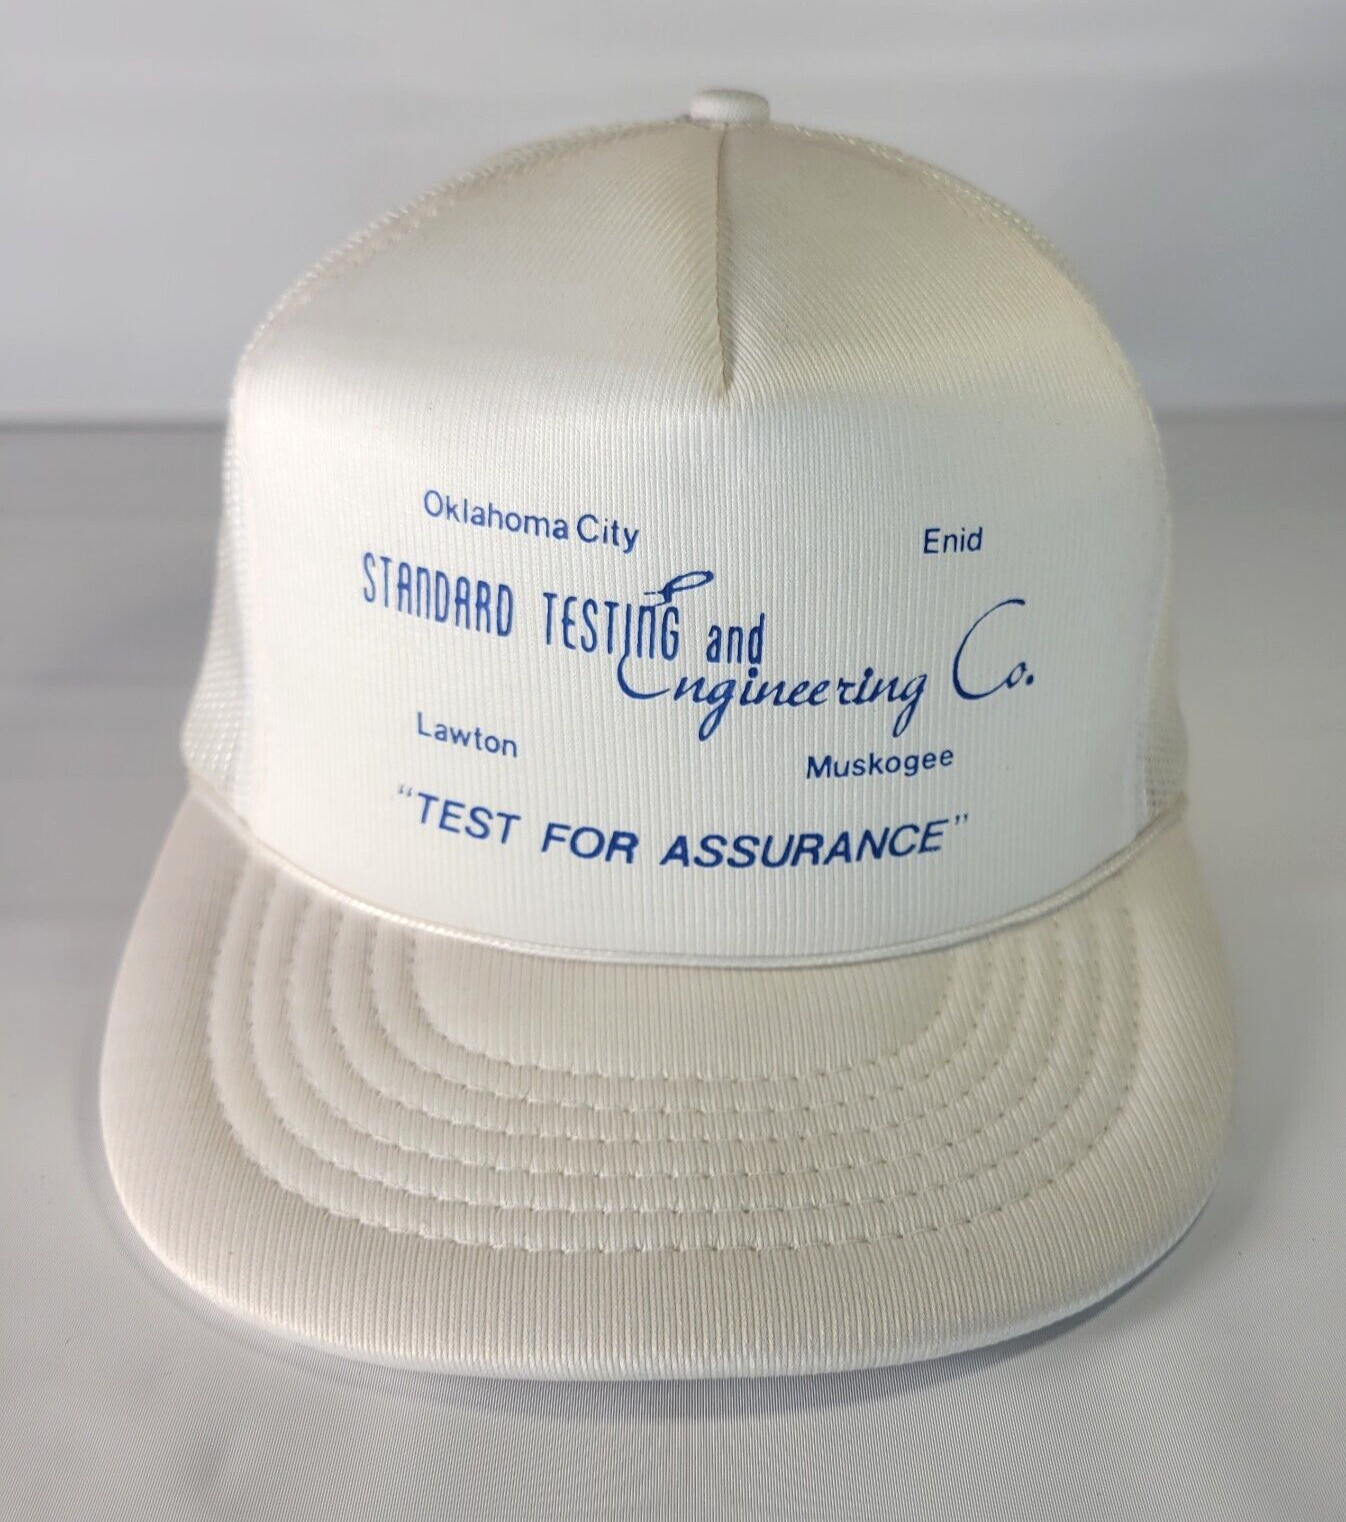 Oklahoma City Enid
STANDARD TESTING and
Engineering Co.
Lawton Muskogee
“TEST FOR ASSURANCE”